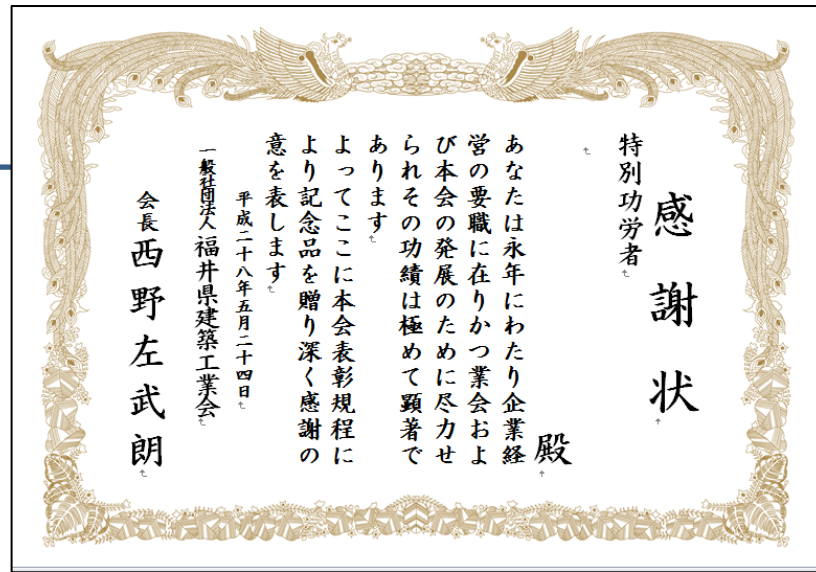 感謝状
特別功労者
殿
あなたは永年にわたり企業経
営の要職に在りかつ業会およ
び本会の発展のために尽力せ
られその功績は極めて顕著で
あります
よってここに本会表彰規程に
より記念品を贈り深く感謝の
意を表します
平成二十八年五月二十四日
一般社団法人 福井県建築工業会
会長 西野左武朗